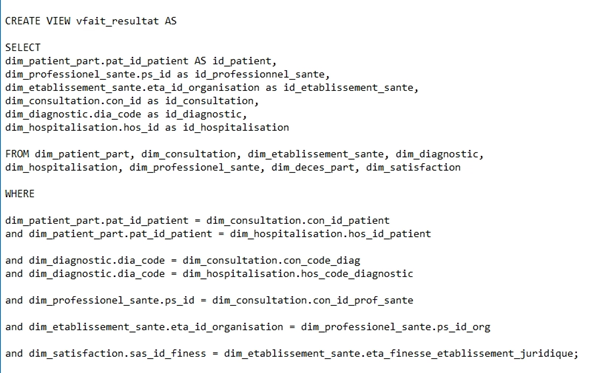 CREATE VIEW vfait_resultat AS
SELECT
dim_patient_part.pat_id_patient AS id_patient,
dim_professionel_sante.ps_id as id_professionnel_sante,
dim_etablissement_sante.eta_id_organisation as id_etablissement_sante,
dim_consultation.con_id as id_consultation,
dim_diagnostic.dia_code as id_diagnostic,
dim_hospitalisation.hos_id as id_hospitalisation
FROM dim_patient_part, dim_consultation, dim_etablissement_sante, dim_diagnostic,
dim_hospitalisation, dim_professionel_sante, dim_deces_part, dim_satisfaction
WHERE
dim_patient_part.pat_id_patient = dim_consultation.con_id_patient
and dim_patient_part.pat_id_patient = dim_hospitalisation.hos_id_patient
and dim_diagnostic.dia_code = dim_consultation.con_code_diag
and dim_diagnostic.dia_code = dim_hospitalisation.hos_code_diagnostic
and dim_professionel_sante.ps_id = dim_consultation.con_id_prof_sante
and dim_etablissement_sante.eta_id_organisation = dim_professionel_sante.ps_id_org
and dim_satisfaction.sas_id_finess = dim_etablissement_sante.eta_finesse_etablissement_juridique;